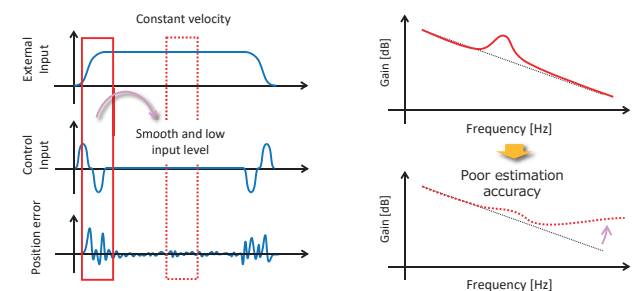 Constant velocity
External
Input
Smooth and low
input level
Control
Input
Position error
Gain [dB]
Frequency [Hz]
Poor estimation
accuracy
Gain [dB]
Frequency [Hz]